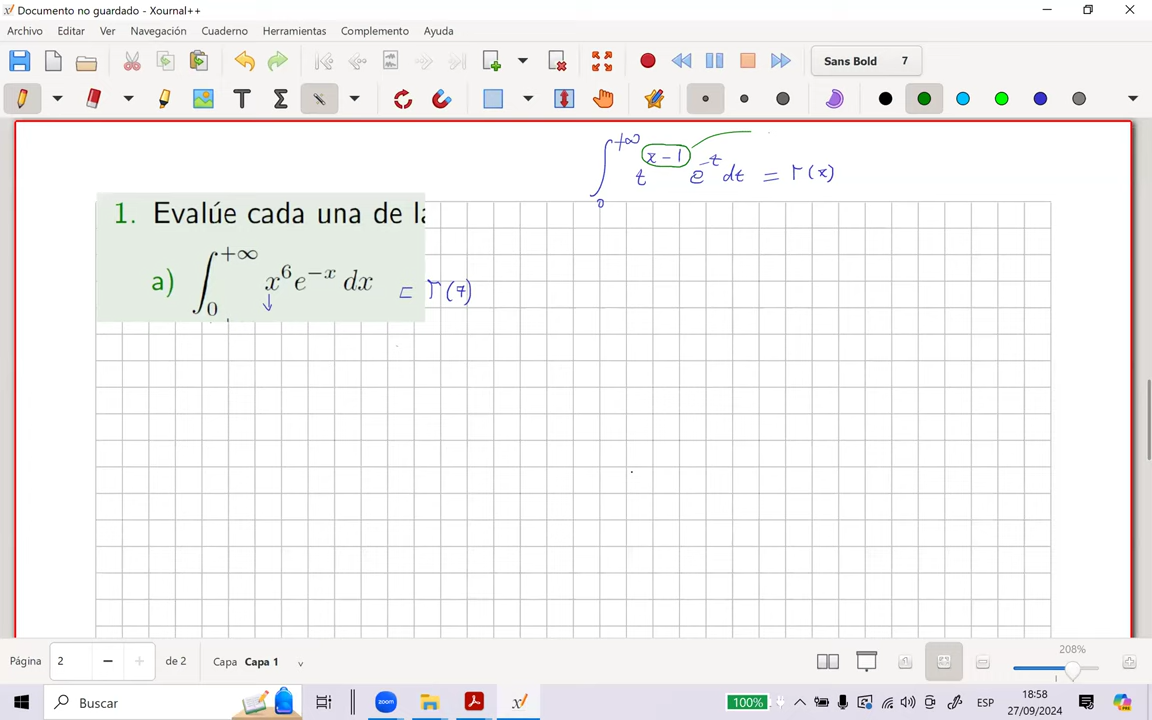 Documento no guardado - Xournal++
Archivo Editar Ver Navegación Cuaderno Herramientas Complemento Ayuda
Sans Bold 7
∫₀^{+∞} t^{x-1} e^{-t} dt = Γ(x)
1. Evalúe cada una de la
a) ∫₀^{+∞} x⁶e^{-x} dx = Γ(7)
Página 2 de 2 Capa Capa 1 208%
Buscar zoom 100% ESP 18:58
27/09/2024